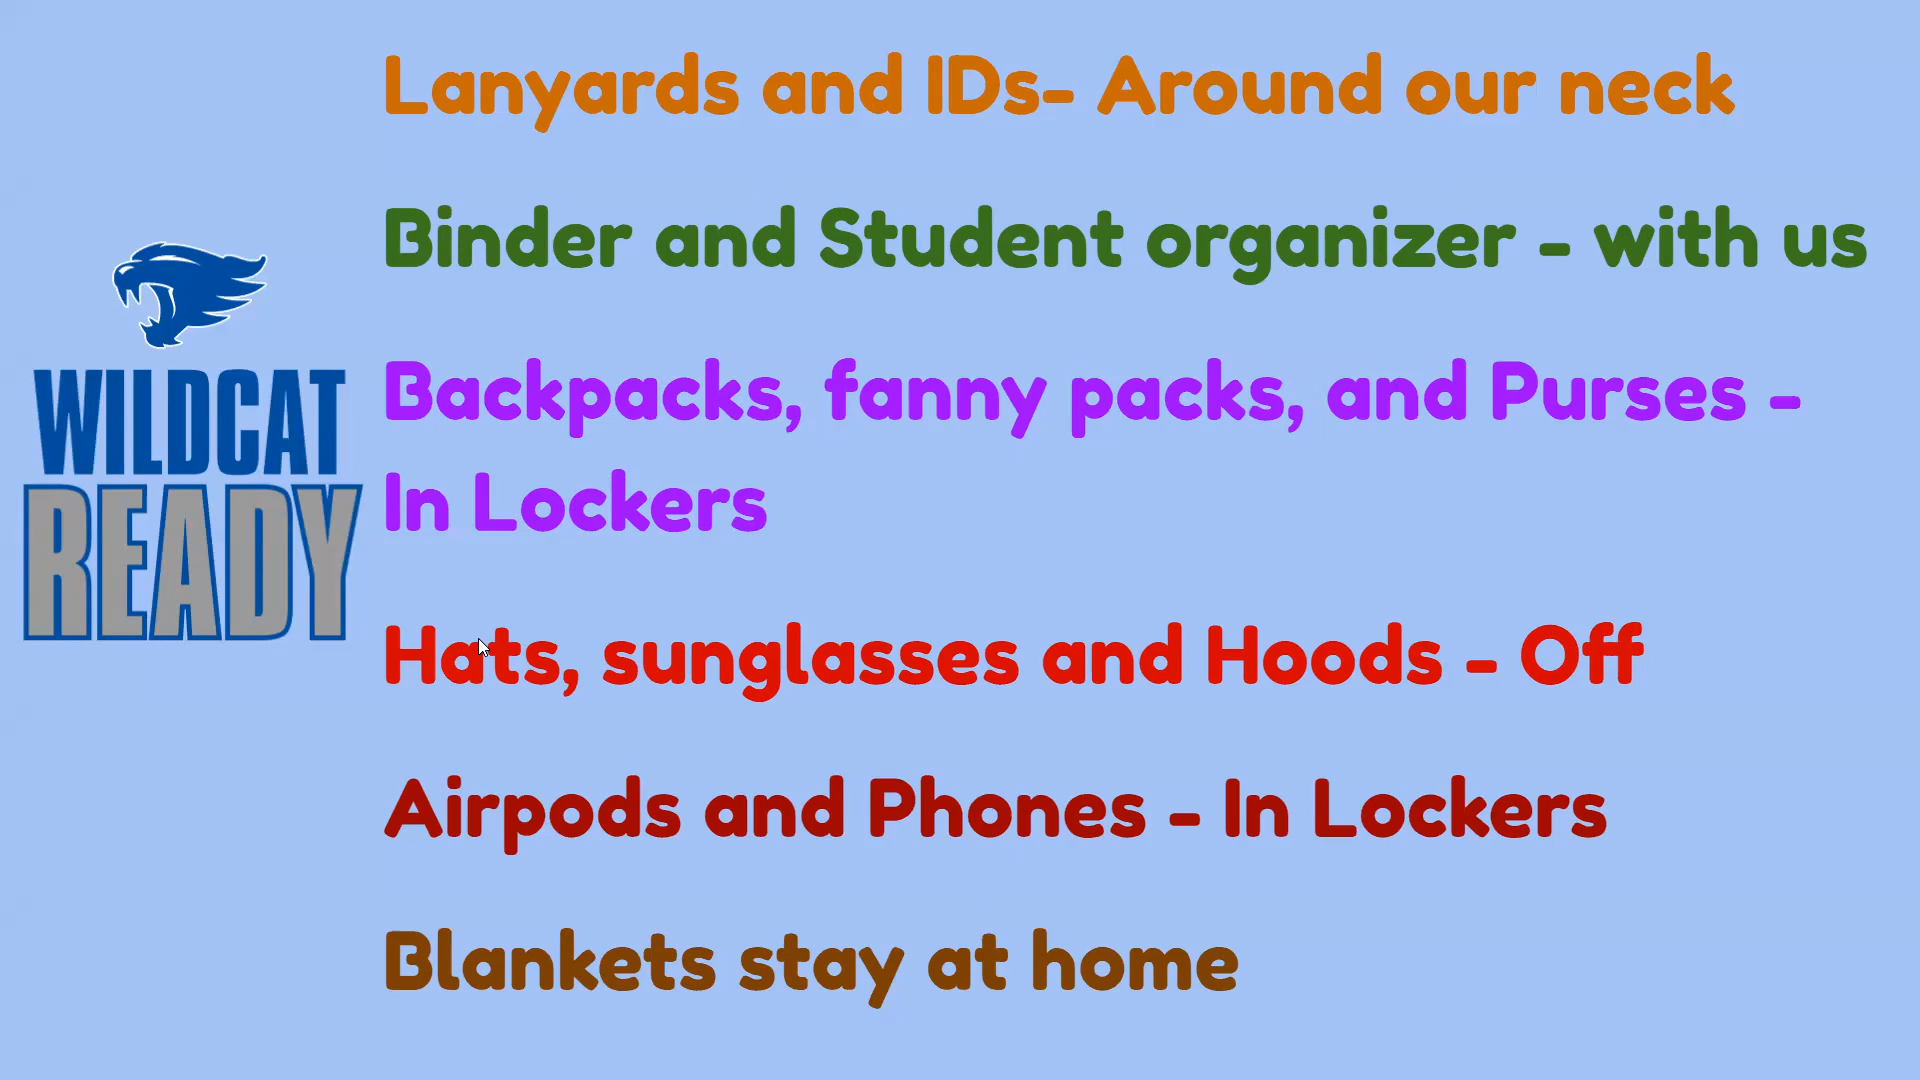 Lanyards and IDs- Around our neck
Binder and Student organizer - with us
WILDCAT
READY
Backpacks, fanny packs, and Purses -
In Lockers
Hats, sunglasses and Hoods - Off
Airpods and Phones - In Lockers
Blankets stay at home